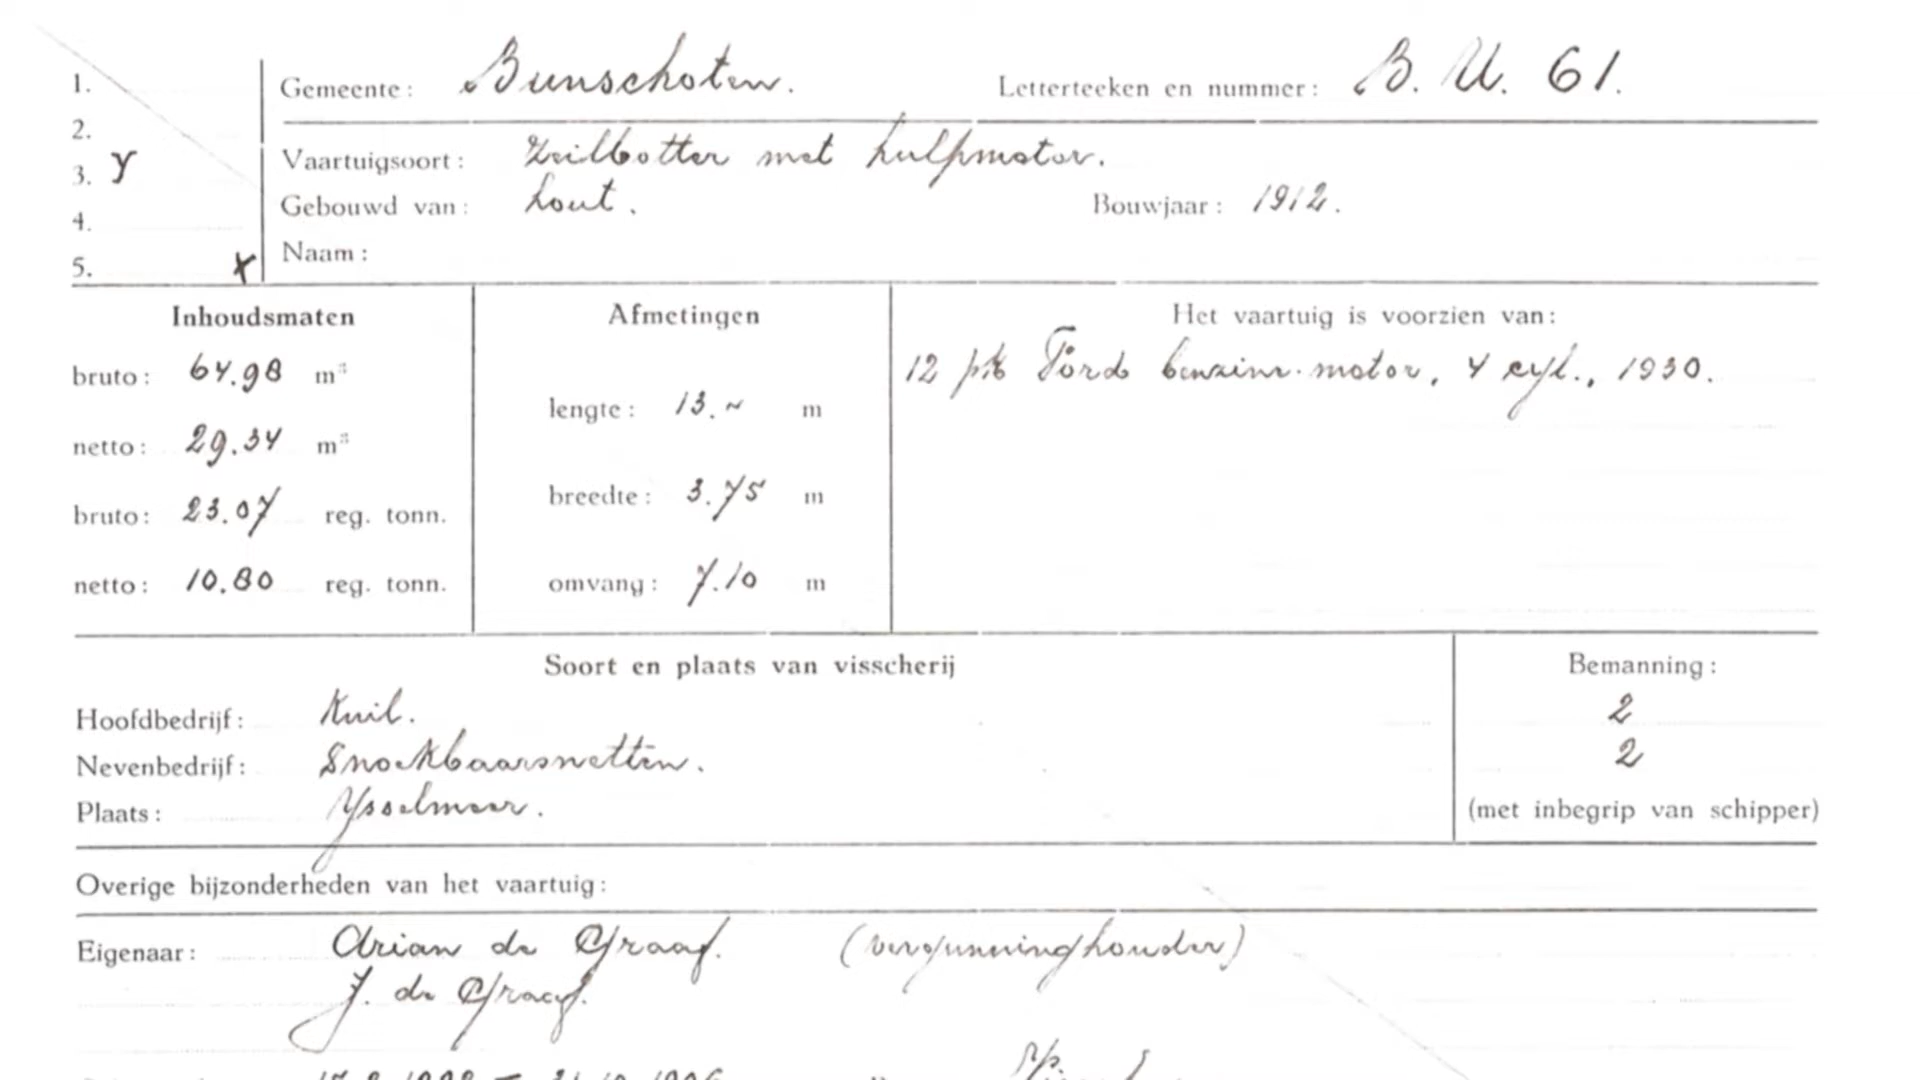 1.
Gemeente: Bunschoten. Letterteeken en nummer: B. U. 61.
2.
Vaartuigsoort: Zeilbotter met hulpmotor.
3. Y
Gebouwd van: hout. Bouwjaar: 1912.
4.
Naam:
5. x
Inhoudsmaten Afmetingen Het vaartuig is voorzien van:
bruto: 64.98 m³ 12 pk Ford benzine-motor, 4 cyl., 1930.
lengte: 13.~ m
netto: 29.34 m³
breedte: 3.75 m
bruto: 23.07 reg. tonn.
netto: 10.80 reg. tonn. omvang: 7.10 m
Soort en plaats van visscherij Bemanning:
Hoofdbedrijf: Kuil. 2
Nevenbedrijf: Snoekbaarsnetten. 2
Plaats: Ysselmeer. (met inbegrip van schipper)
Overige bijzonderheden van het vaartuig:
Eigenaar: Arian de Graaf. (vergunninghouder)
J. de Graaf.